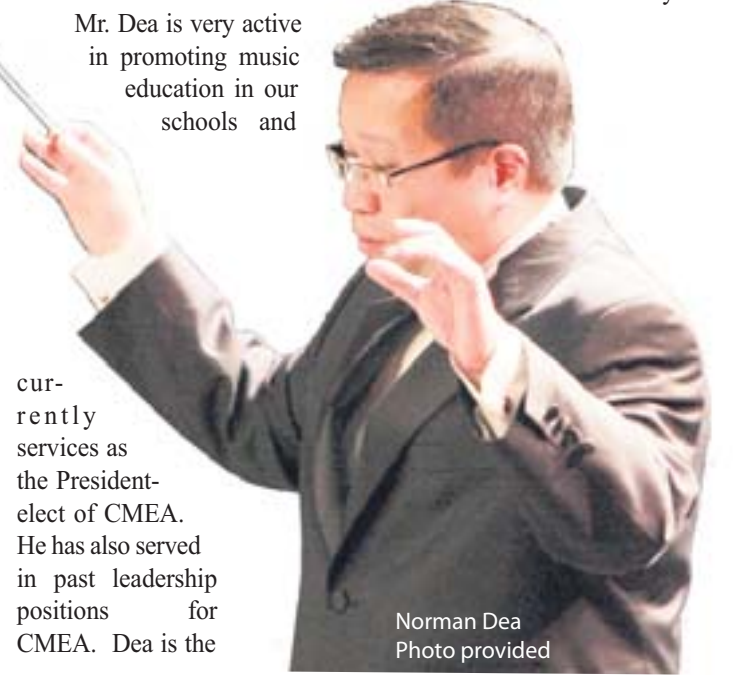 Mr. Dea is very active
in promoting music
education in our
schools and
cur-
rently
services as
the President-
elect of CMEA.
He has also served
in past leadership
positions for
CMEA. Dea is the
Norman Dea
Photo provided